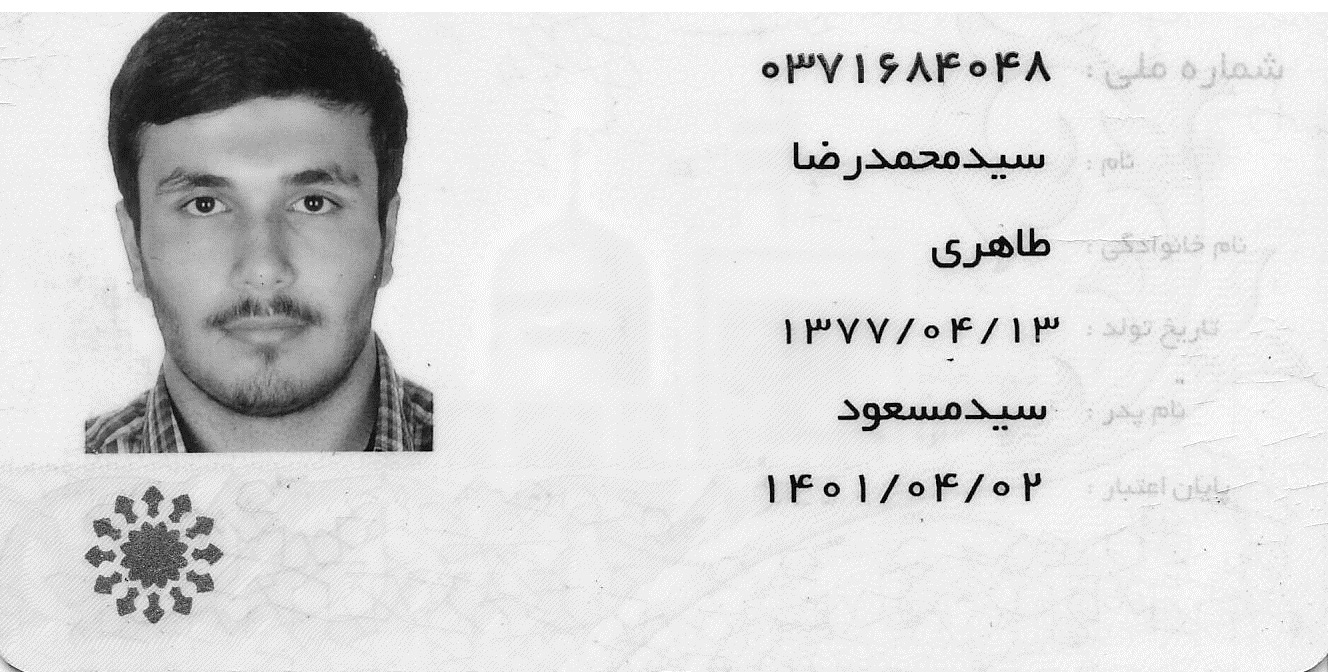 شماره ملی : ۰۳۷۱۶۸۴۰۴۸
نام : سیدمحمدرضا
نام خانوادگی : طاهری
تاریخ تولد : ۱۳۷۷/۰۴/۱۳
نام پدر : سیدمسعود
پایان اعتبار : ۱۴۰۱/۰۴/۰۲